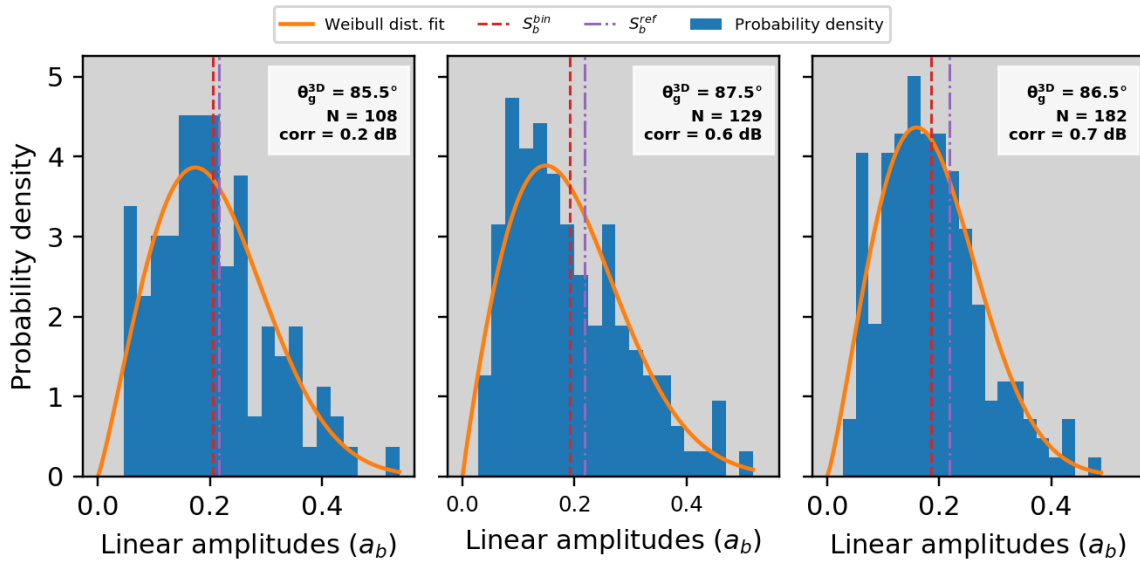 Weibull dist. fit S_b^{bin} S_b^{ref} Probability density
θ_g^{3D} = 85.5°
N = 108
corr = 0.2 dB
θ_g^{3D} = 87.5°
N = 129
corr = 0.6 dB
θ_g^{3D} = 86.5°
N = 182
corr = 0.7 dB
Probability density
5
4
3
2
1
0
0.0 0.2 0.4
0.0 0.2 0.4
0.0 0.2 0.4
Linear amplitudes (a_b)
Linear amplitudes (a_b)
Linear amplitudes (a_b)